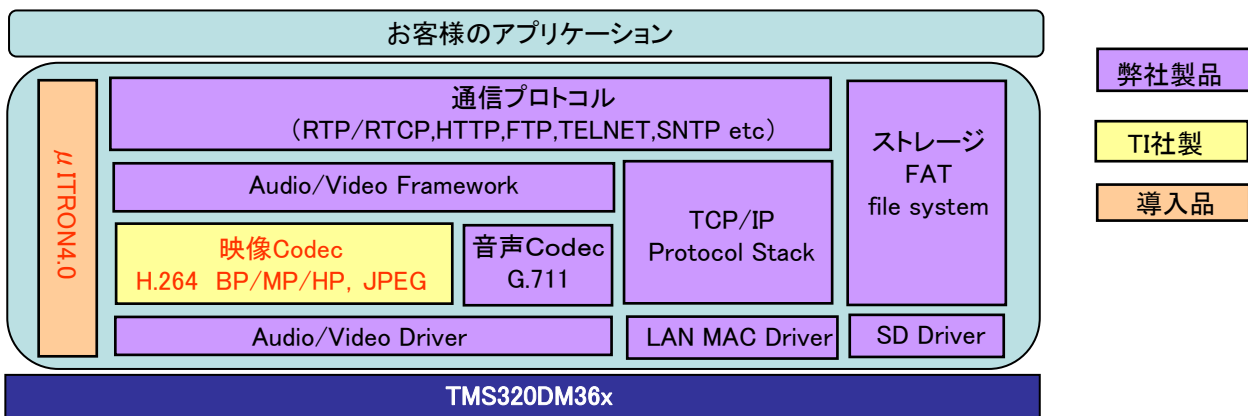 お客様のアプリケーション
μITRON4.0
通信プロトコル
（RTP/RTCP,HTTP,FTP,TELNET,SNTP etc）
Audio/Video Framework
映像Codec
H.264 BP/MP/HP, JPEG
音声Codec
G.711
TCP/IP
Protocol Stack
ストレージ
FAT
file system
Audio/Video Driver
LAN MAC Driver
SD Driver
TMS320DM36x
弊社製品
TI社製
導入品